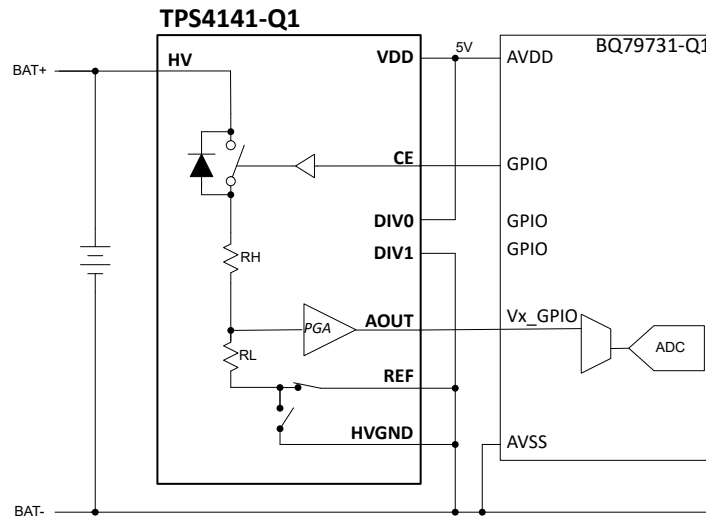 TPS4141-Q1
BQ79731-Q1
BAT+
HV
VDD
5V
AVDD
CE
GPIO
DIV0
GPIO
DIV1
GPIO
RH
PGA
AOUT
Vx_GPIO
ADC
RL
REF
HVGND
AVSS
BAT-